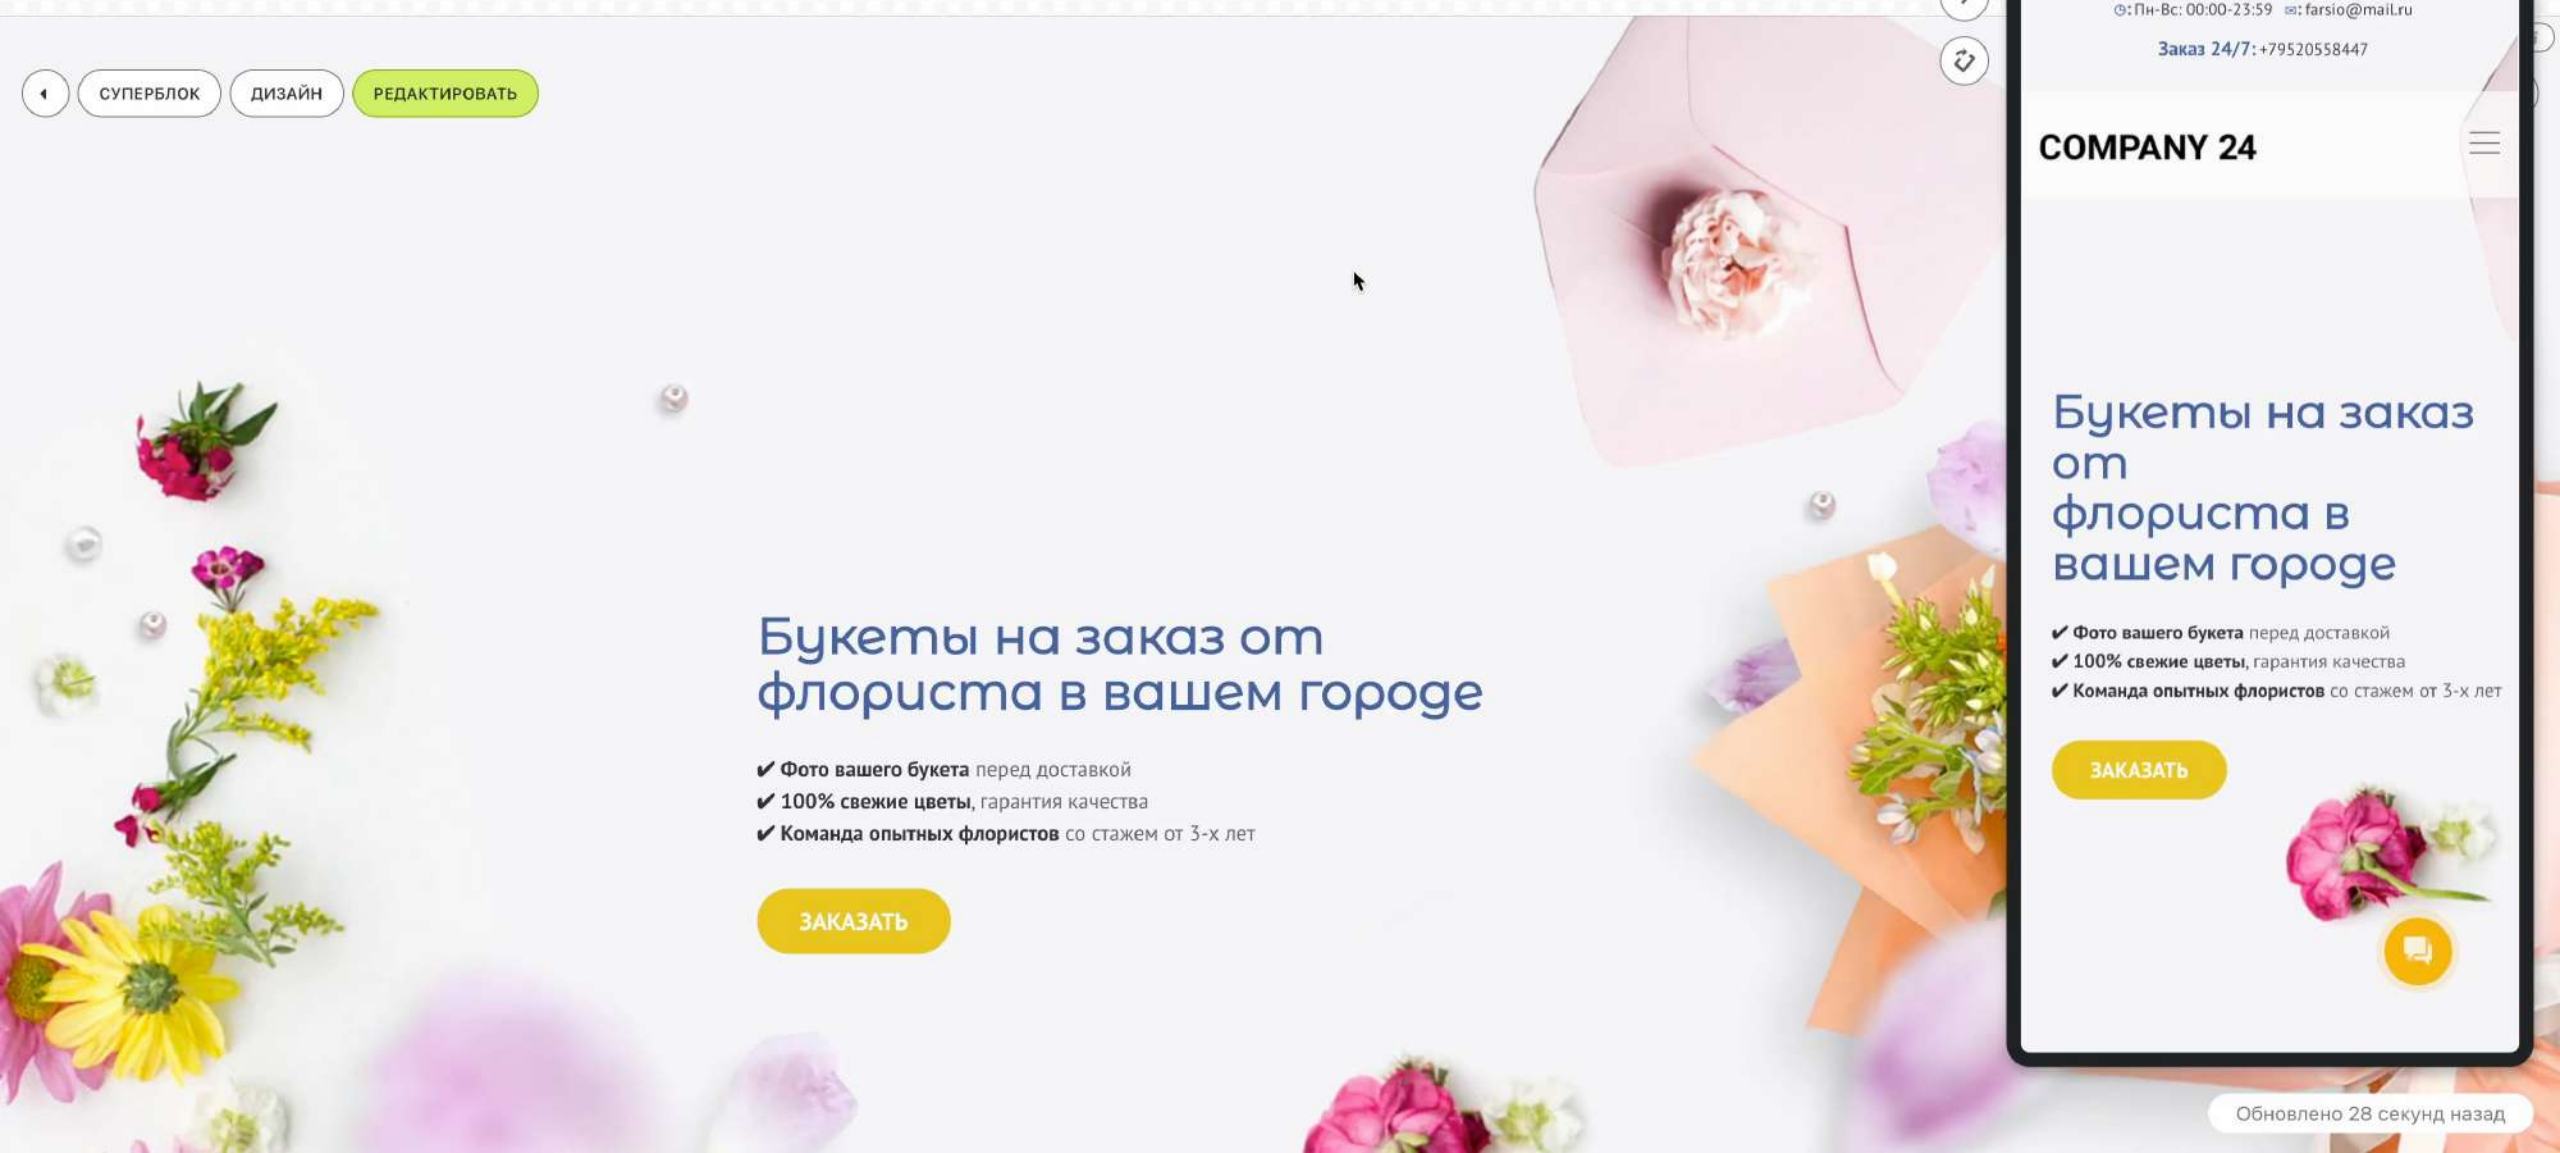 СУПЕРБЛОК
ДИЗАЙН
РЕДАКТИРОВАТЬ
Букеты на заказ от
флориста в вашем городе
✔ Фото вашего букета перед доставкой
✔ 100% свежие цветы, гарантия качества
✔ Команда опытных флористов со стажем от 3-х лет
ЗАКАЗАТЬ
: Пн-Вс: 00:00-23:59 : farsio@mail.ru
Заказ 24/7: +79520558447
COMPANY 24
Букеты на заказ
от
флориста в
вашем городе
✔ Фото вашего букета перед доставкой
✔ 100% свежие цветы, гарантия качества
✔ Команда опытных флористов со стажем от 3-х лет
ЗАКАЗАТЬ
Обновлено 28 секунд назад